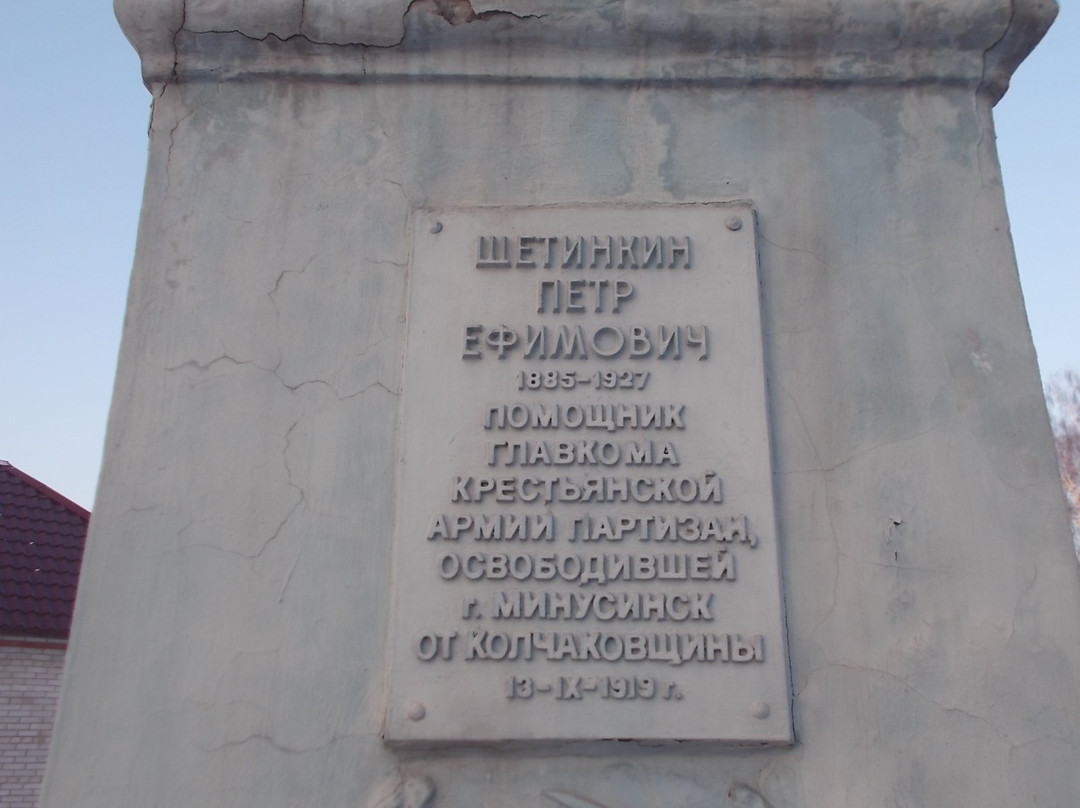 ЩЕТИНКИН
ПЕТР
ЕФИМОВИЧ
1885-1927
ПОМОЩНИК
ГЛАВКОМА
КРЕСТЬЯНСКОЙ
АРМИИ ПАРТИЗАН,
ОСВОБОДИВШЕЙ
г. МИНУСИНСК
ОТ КОЛЧАКОВЩИНЫ
13-IX-1919 г.